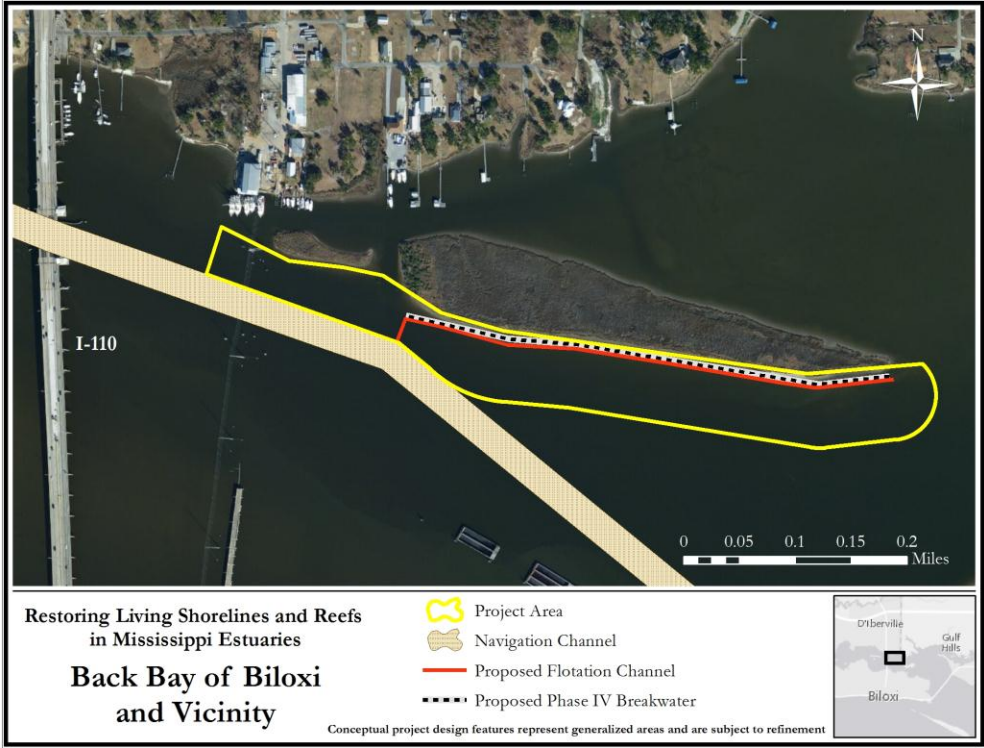 N
I-110
0 0.05 0.1 0.15 0.2
Miles
Restoring Living Shorelines and Reefs
in Mississippi Estuaries
Back Bay of Biloxi
and Vicinity
Project Area
Navigation Channel
Proposed Flotation Channel
Proposed Phase IV Breakwater
Conceptual project design features represent generalized areas and are subject to refinement
D'Iberville
Gulf
Hills
Biloxi